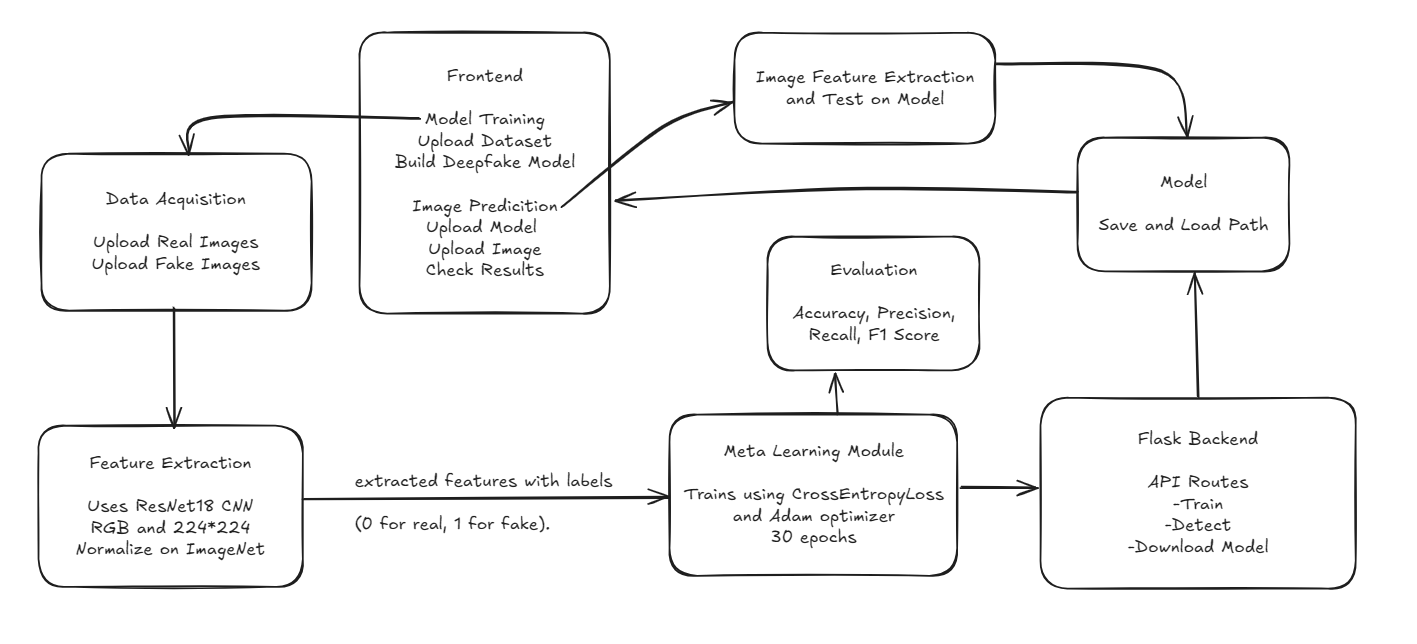 Frontend
Model Training
Upload Dataset
Build Deepfake Model
Image Predicition
Upload Model
Upload Image
Check Results
Image Feature Extraction
and Test on Model
Model
Save and Load Path
Data Acquisition
Upload Real Images
Upload Fake Images
Evaluation
Accuracy, Precision,
Recall, F1 Score
Feature Extraction
Uses ResNet18 CNN
RGB and 224*224
Normalize on ImageNet
extracted features with labels
(0 for real, 1 for fake).
Meta Learning Module
Trains using CrossEntropyLoss
and Adam optimizer
30 epochs
Flask Backend
API Routes
-Train
-Detect
-Download Model